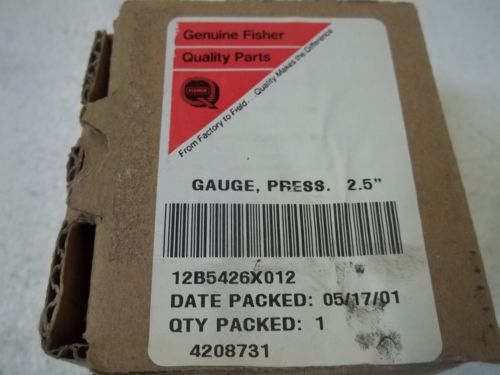 Genuine Fisher
Quality Parts
FISHER
From Factory to Field... Quality Makes the Difference
GAUGE, PRESS. 2.5"
12B5426X012
DATE PACKED: 05/17/01
QTY PACKED: 1
4208731